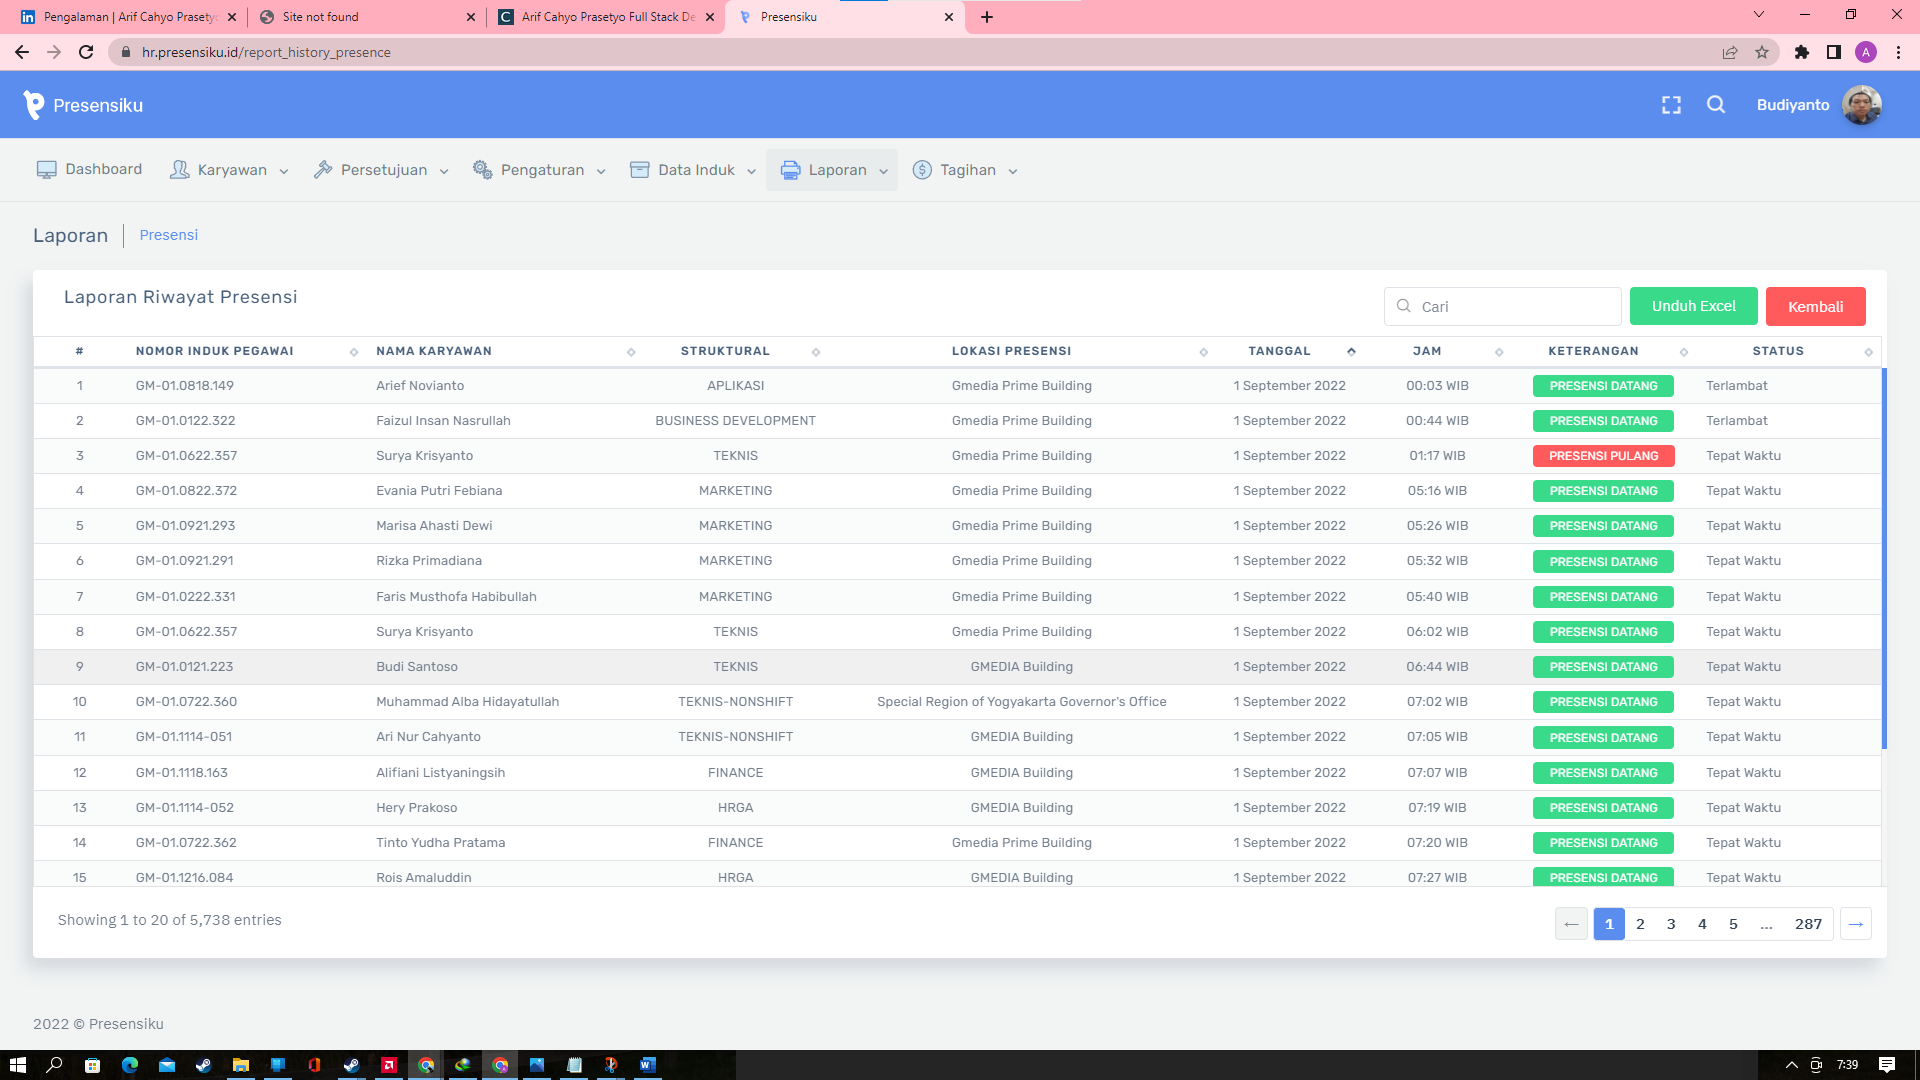 Pengalaman | Arif Cahyo Prasetyo
Site not found
Arif Cahyo Prasetyo Full Stack De
Presensiku
hr.presensiku.id/report_history_presence
A
Presensiku
Budiyanto
Dashboard
Karyawan
Persetujuan
Pengaturan
Data Induk
Laporan
Tagihan
Laporan
Presensi
Laporan Riwayat Presensi
Cari
Unduh Excel
Kembali
# NOMOR INDUK PEGAWAI NAMA KARYAWAN STRUKTURAL LOKASI PRESENSI TANGGAL JAM KETERANGAN STATUS
1 GM-01.0818.149 Arief Novianto APLIKASI Gmedia Prime Building 1 September 2022 00:03 WIB PRESENSI DATANG Terlambat
2 GM-01.0122.322 Faizul Insan Nasrullah BUSINESS DEVELOPMENT Gmedia Prime Building 1 September 2022 00:44 WIB PRESENSI DATANG Terlambat
3 GM-01.0622.357 Surya Krisyanto TEKNIS Gmedia Prime Building 1 September 2022 01:17 WIB PRESENSI PULANG Tepat Waktu
4 GM-01.0822.372 Evania Putri Febiana MARKETING Gmedia Prime Building 1 September 2022 05:16 WIB PRESENSI DATANG Tepat Waktu
5 GM-01.0921.293 Marisa Ahasti Dewi MARKETING Gmedia Prime Building 1 September 2022 05:26 WIB PRESENSI DATANG Tepat Waktu
6 GM-01.0921.291 Rizka Primadiana MARKETING Gmedia Prime Building 1 September 2022 05:32 WIB PRESENSI DATANG Tepat Waktu
7 GM-01.0222.331 Faris Musthofa Habibullah MARKETING Gmedia Prime Building 1 September 2022 05:40 WIB PRESENSI DATANG Tepat Waktu
8 GM-01.0622.357 Surya Krisyanto TEKNIS Gmedia Prime Building 1 September 2022 06:02 WIB PRESENSI DATANG Tepat Waktu
9 GM-01.0121.223 Budi Santoso TEKNIS GMEDIA Building 1 September 2022 06:44 WIB PRESENSI DATANG Tepat Waktu
10 GM-01.0722.360 Muhammad Alba Hidayatullah TEKNIS-NONSHIFT Special Region of Yogyakarta Governor's Office 1 September 2022 07:02 WIB PRESENSI DATANG Tepat Waktu
11 GM-01.1114-051 Ari Nur Cahyanto TEKNIS-NONSHIFT GMEDIA Building 1 September 2022 07:05 WIB PRESENSI DATANG Tepat Waktu
12 GM-01.1118.163 Alifiani Listyaningsih FINANCE GMEDIA Building 1 September 2022 07:07 WIB PRESENSI DATANG Tepat Waktu
13 GM-01.1114-052 Hery Prakoso HRGA GMEDIA Building 1 September 2022 07:19 WIB PRESENSI DATANG Tepat Waktu
14 GM-01.0722.362 Tinto Yudha Pratama FINANCE Gmedia Prime Building 1 September 2022 07:20 WIB PRESENSI DATANG Tepat Waktu
15 GM-01.1216.084 Rois Amaluddin HRGA GMEDIA Building 1 September 2022 07:27 WIB PRESENSI DATANG Tepat Waktu
Showing 1 to 20 of 5,738 entries
← 1 2 3 4 5 ... 287 →
2022 © Presensiku
7:39